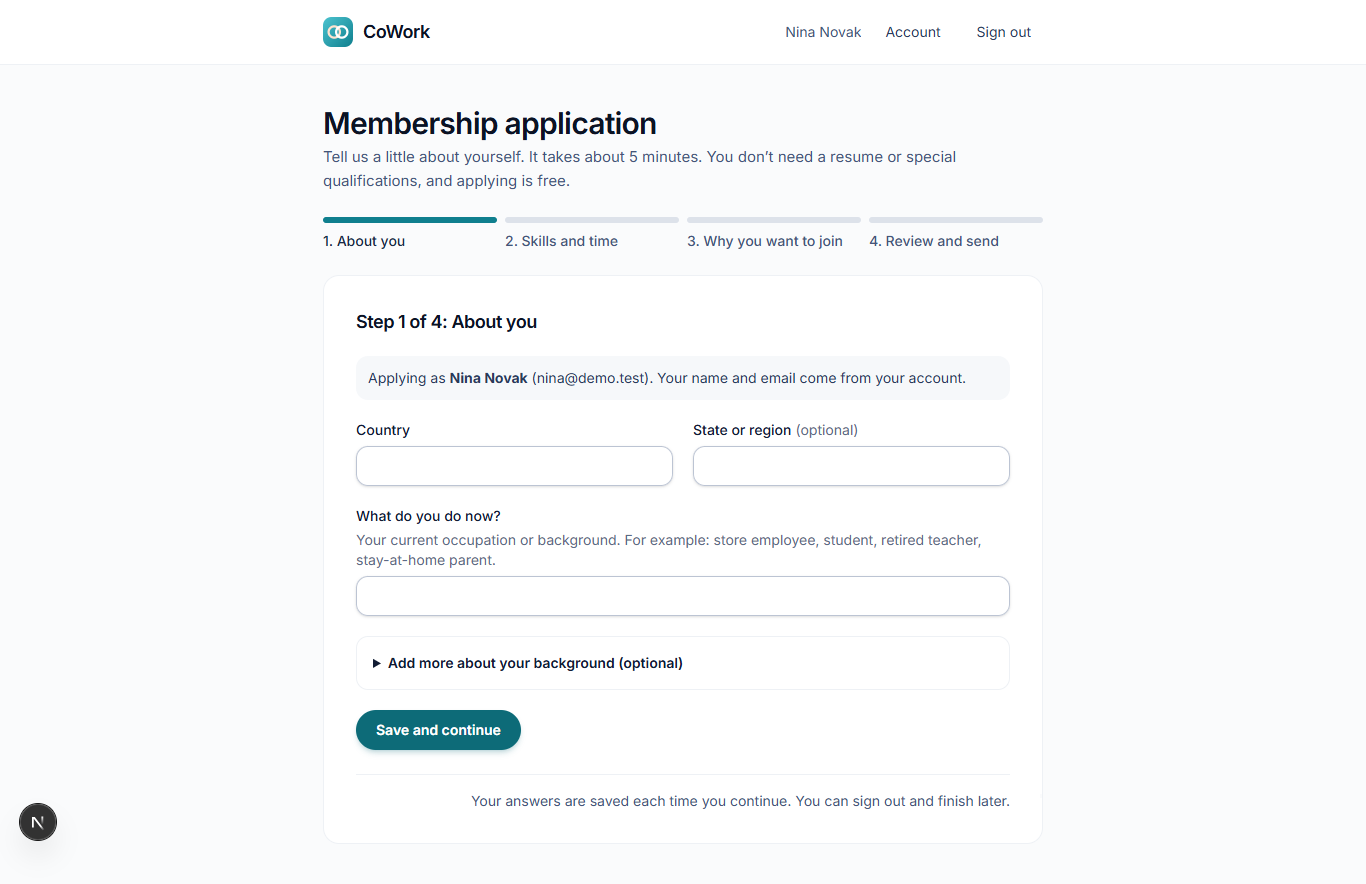 CoWork
Nina Novak
Account
Sign out
Membership application
Tell us a little about yourself. It takes about 5 minutes. You don’t need a resume or special
qualifications, and applying is free.
1. About you
2. Skills and time
3. Why you want to join
4. Review and send
Step 1 of 4: About you
Applying as Nina Novak (nina@demo.test). Your name and email come from your account.
Country
State or region (optional)
What do you do now?
Your current occupation or background. For example: store employee, student, retired teacher,
stay-at-home parent.
Add more about your background (optional)
Save and continue
Your answers are saved each time you continue. You can sign out and finish later.
N